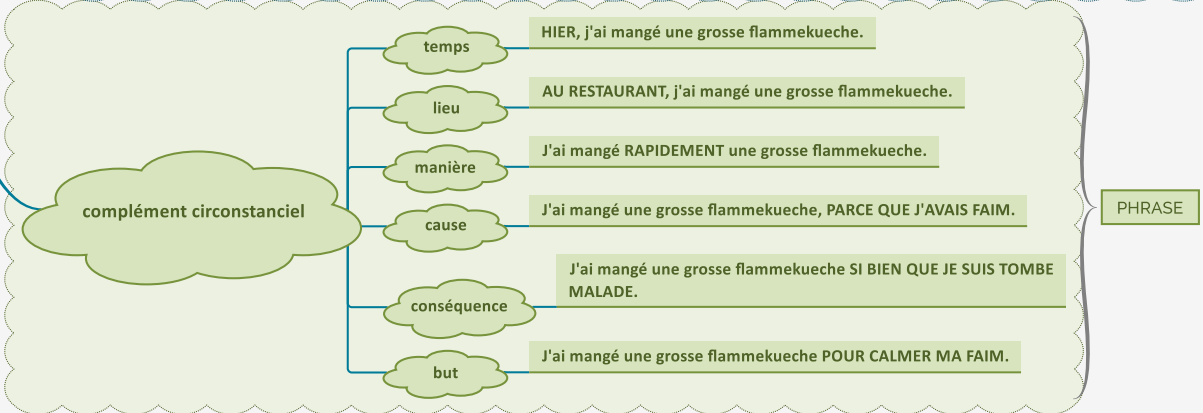 complément circonstanciel
temps
HIER, j'ai mangé une grosse flammekueche.
lieu
AU RESTAURANT, j'ai mangé une grosse flammekueche.
manière
J'ai mangé RAPIDEMENT une grosse flammekueche.
cause
J'ai mangé une grosse flammekueche, PARCE QUE J'AVAIS FAIM.
conséquence
J'ai mangé une grosse flammekueche SI BIEN QUE JE SUIS TOMBE
MALADE.
but
J'ai mangé une grosse flammekueche POUR CALMER MA FAIM.
PHRASE